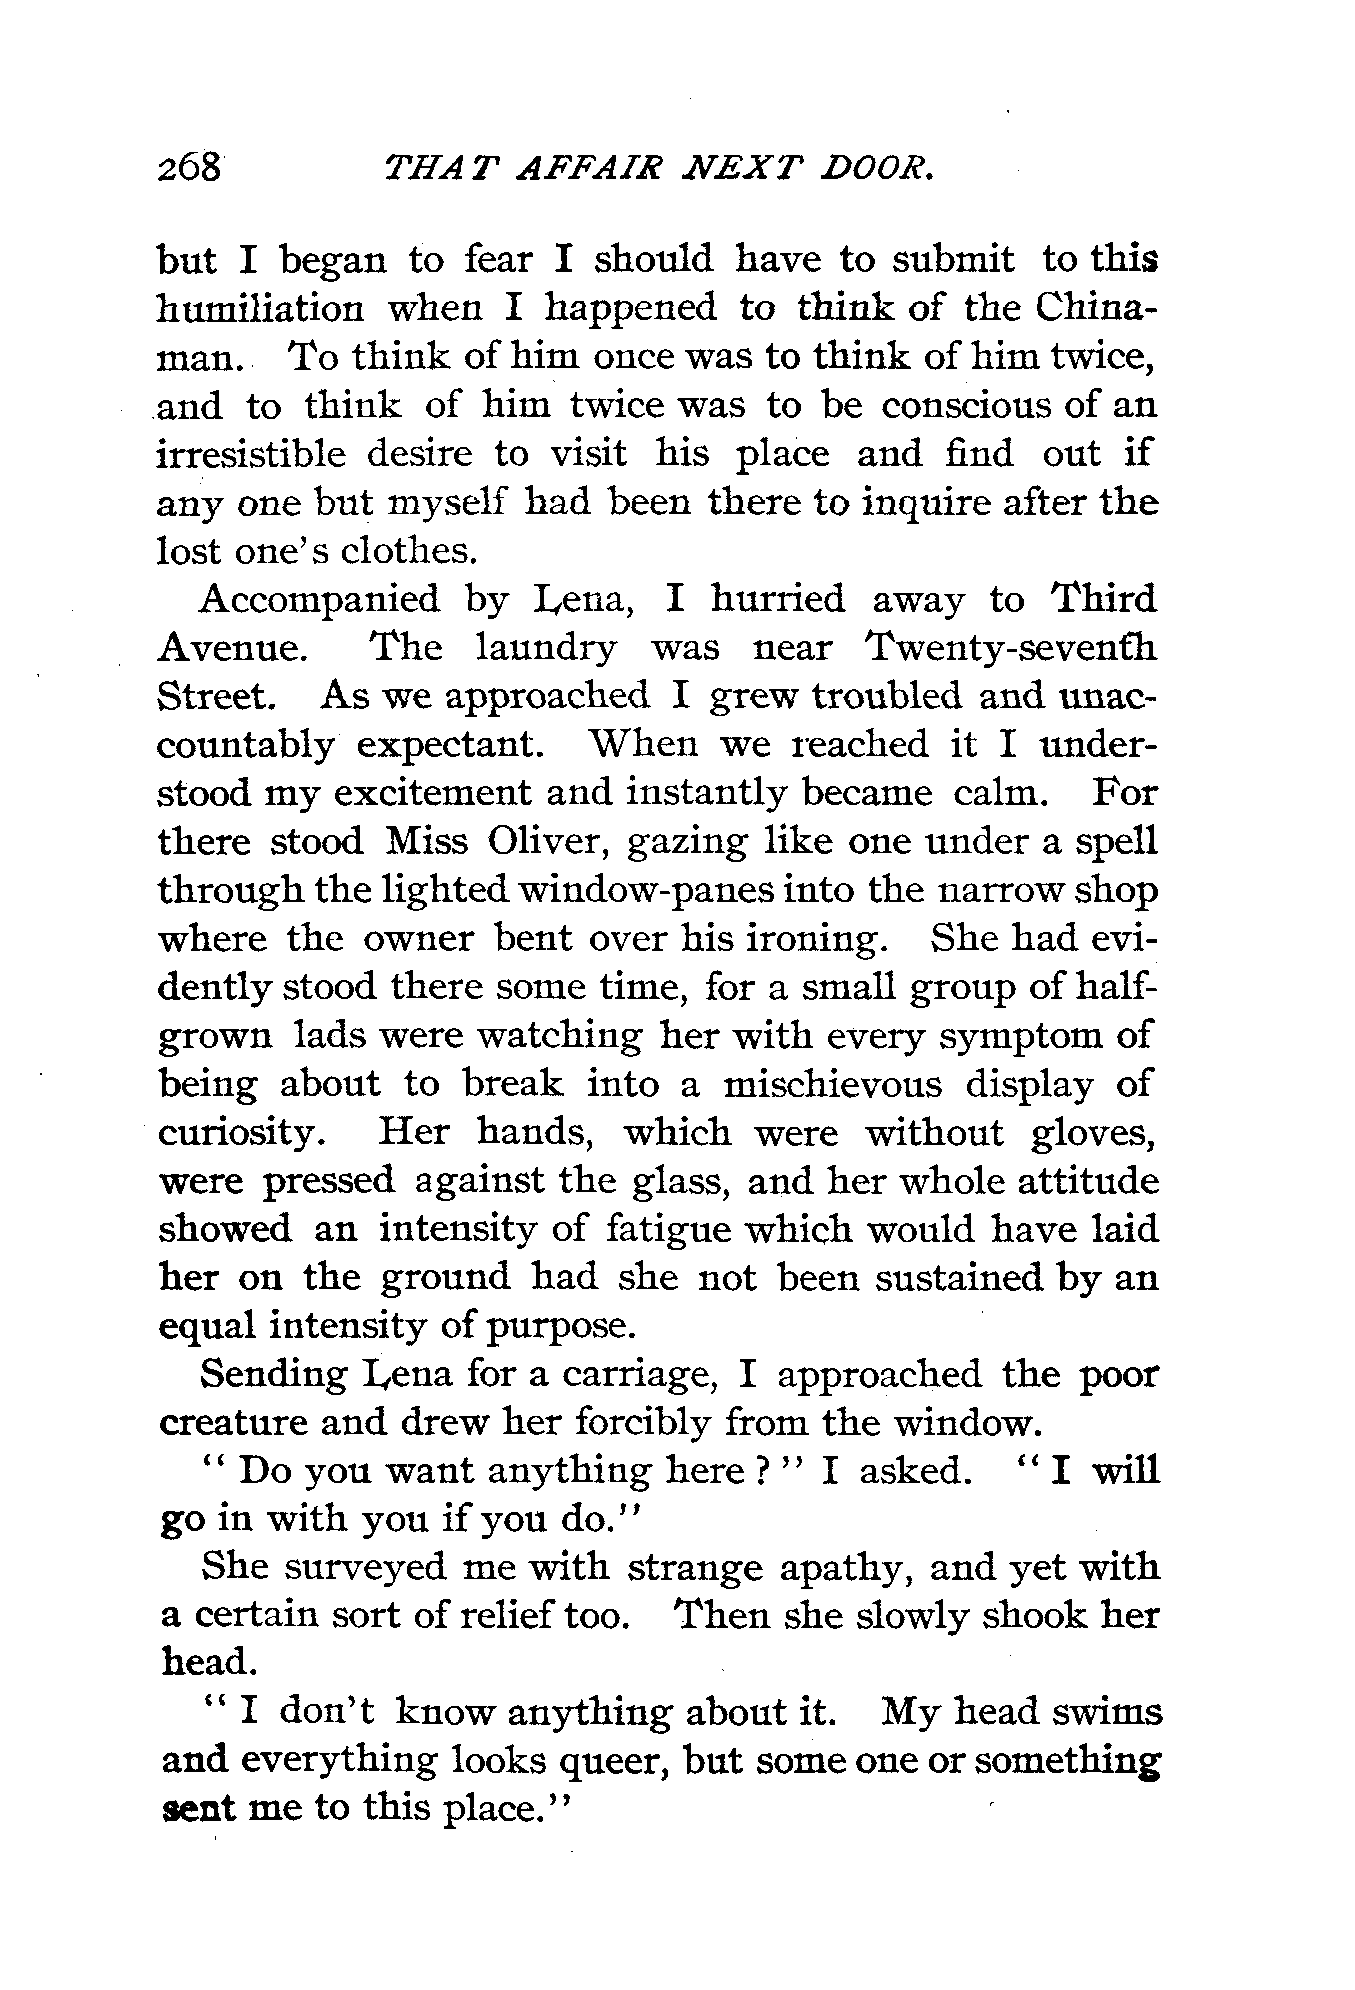 268 THAT AFFAIR NEXT DOOR.
but I began to fear I should have to submit to this
humiliation when I happened to think of the China-
man. To think of him once was to think of him twice,
and to think of him twice was to be conscious of an
irresistible desire to visit his place and find out if
any one but myself had been there to inquire after the
lost one's clothes.
Accompanied by Lena, I hurried away to Third
Avenue. The laundry was near Twenty-seventh
Street. As we approached I grew troubled and unac-
countably expectant. When we reached it I under-
stood my excitement and instantly became calm. For
there stood Miss Oliver, gazing like one under a spell
through the lighted window-panes into the narrow shop
where the owner bent over his ironing. She had evi-
dently stood there some time, for a small group of half-
grown lads were watching her with every symptom of
being about to break into a mischievous display of
curiosity. Her hands, which were without gloves,
were pressed against the glass, and her whole attitude
showed an intensity of fatigue which would have laid
her on the ground had she not been sustained by an
equal intensity of purpose.
Sending Lena for a carriage, I approached the poor
creature and drew her forcibly from the window.
"Do you want anything here?" I asked. "I will
go in with you if you do."
She surveyed me with strange apathy, and yet with
a certain sort of relief too. Then she slowly shook her
head.
"I don't know anything about it. My head swims
and everything looks queer, but some one or something
sent me to this place."